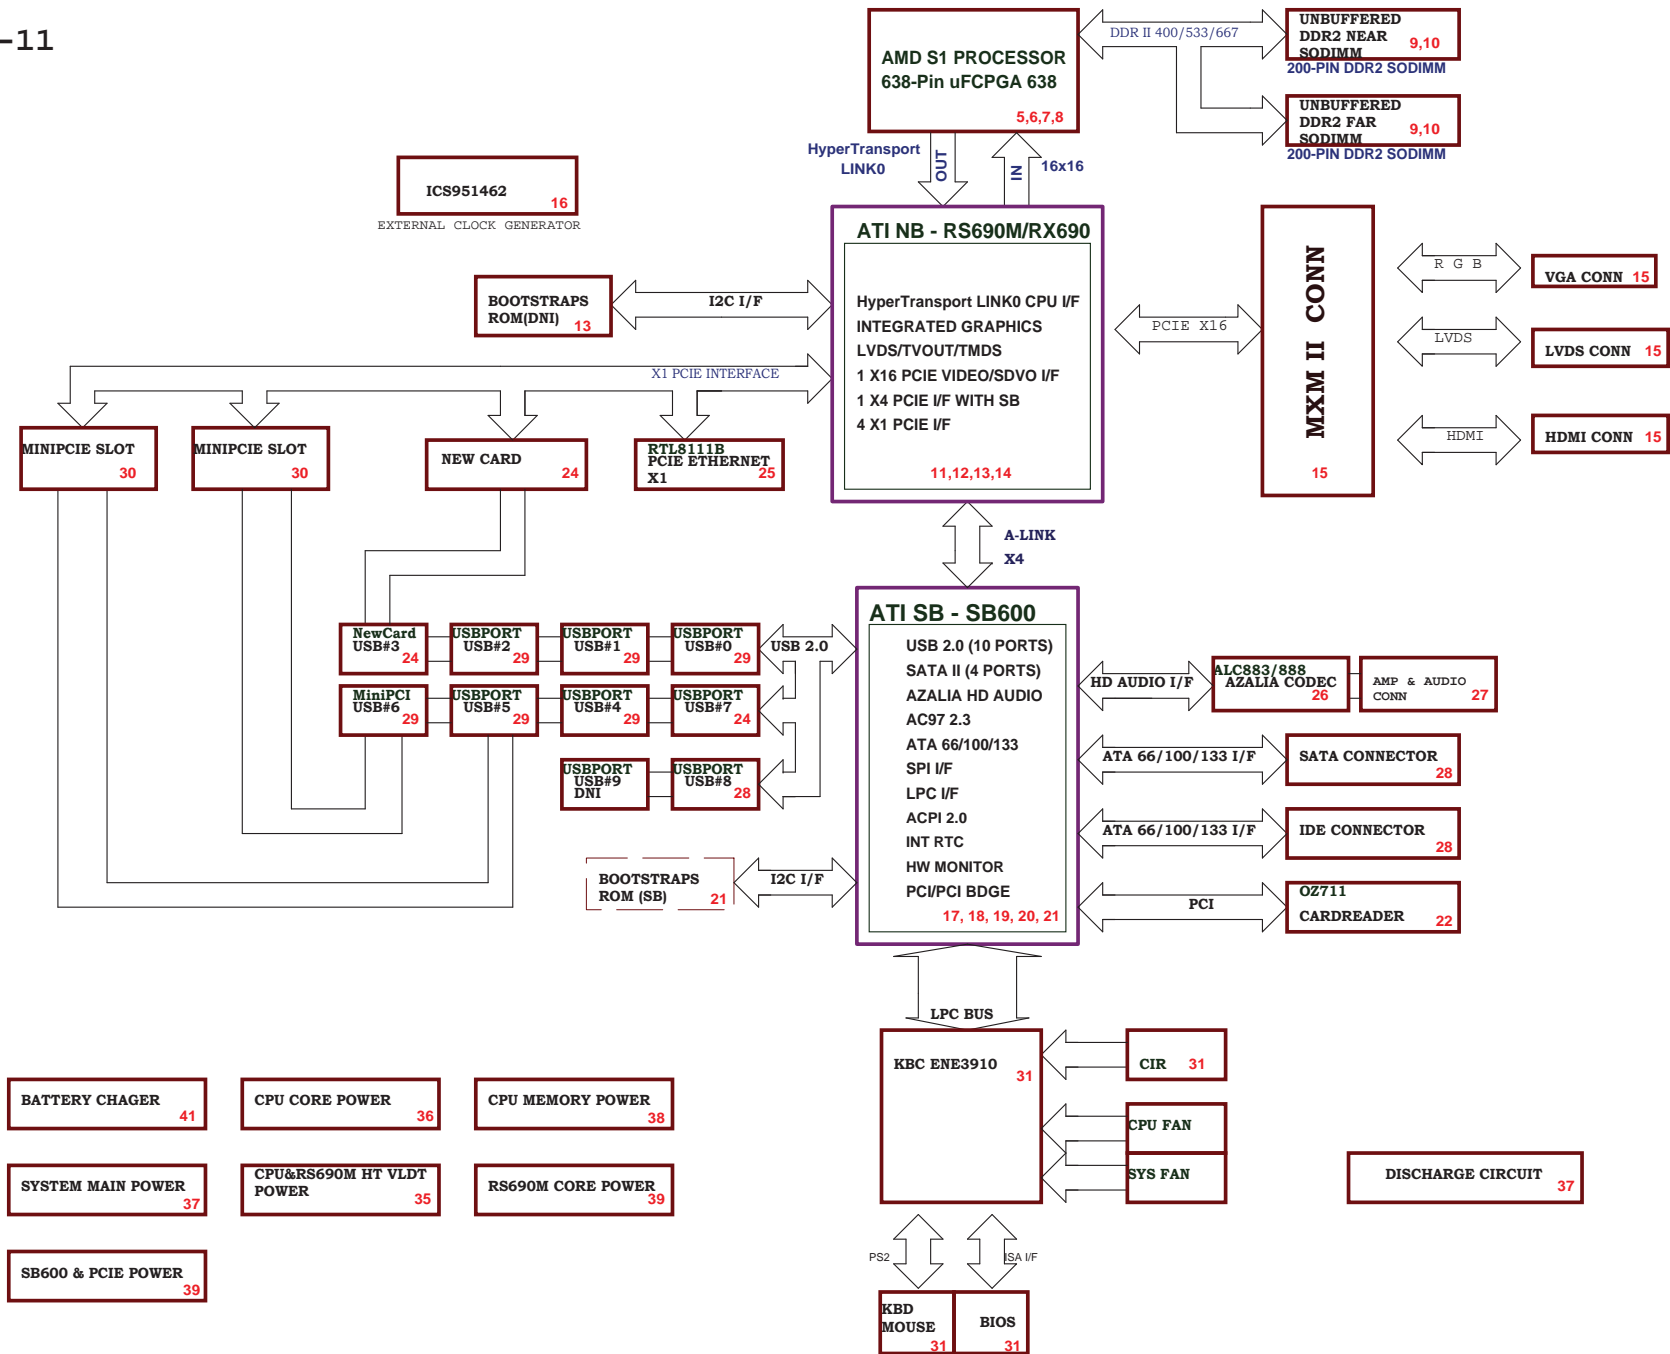 -11
AMD S1 PROCESSOR
638-Pin uFCPGA 638
5,6,7,8
DDR II 400/533/667
UNBUFFERED
DDR2 NEAR
SODIMM
9,10
200-PIN DDR2 SODIMM
UNBUFFERED
DDR2 FAR
SODIMM
9,10
200-PIN DDR2 SODIMM
HyperTransport
LINK0
OUT
IN
16x16
ICS951462
16
EXTERNAL CLOCK GENERATOR
ATI NB - RS690M/RX690
HyperTransport LINK0 CPU I/F
INTEGRATED GRAPHICS
LVDS/TVOUT/TMDS
1 X16 PCIE VIDEO/SDVO I/F
1 X4 PCIE I/F WITH SB
4 X1 PCIE I/F
11,12,13,14
BOOTSTRAPS
ROM(DNI)
13
I2C I/F
X1 PCIE INTERFACE
PCIE X16
MXM II CONN
15
R G B
VGA CONN 15
LVDS
LVDS CONN 15
HDMI
HDMI CONN 15
MINIPCIE SLOT
30
MINIPCIE SLOT
30
NEW CARD
24
RTL8111B
PCIE ETHERNET
X1
25
A-LINK
X4
ATI SB - SB600
USB 2.0 (10 PORTS)
SATA II (4 PORTS)
AZALIA HD AUDIO
AC97 2.3
ATA 66/100/133
SPI I/F
LPC I/F
ACPI 2.0
INT RTC
HW MONITOR
PCI/PCI BDGE
17, 18, 19, 20, 21
NewCard
USB#3
24
USBPORT
USB#2
29
USBPORT
USB#1
29
USBPORT
USB#0
29
USB 2.0
MiniPCI
USB#6
29
USBPORT
USB#5
29
USBPORT
USB#4
29
USBPORT
USB#7
24
USBPORT
USB#9
DNI
USBPORT
USB#8
28
BOOTSTRAPS
ROM (SB)
21
I2C I/F
HD AUDIO I/F
ALC883/888
AZALIA CODEC
26
AMP & AUDIO
CONN
27
ATA 66/100/133 I/F
SATA CONNECTOR
28
ATA 66/100/133 I/F
IDE CONNECTOR
28
PCI
OZ711
CARDREADER
22
LPC BUS
KBC ENE3910
31
CIR 31
CPU FAN
SYS FAN
PS2
ISA I/F
KBD
MOUSE
31
BIOS
31
BATTERY CHAGER
41
CPU CORE POWER
36
CPU MEMORY POWER
38
SYSTEM MAIN POWER
37
CPU&RS690M HT VLDT
POWER
35
RS690M CORE POWER
39
DISCHARGE CIRCUIT
37
SB600 & PCIE POWER
39